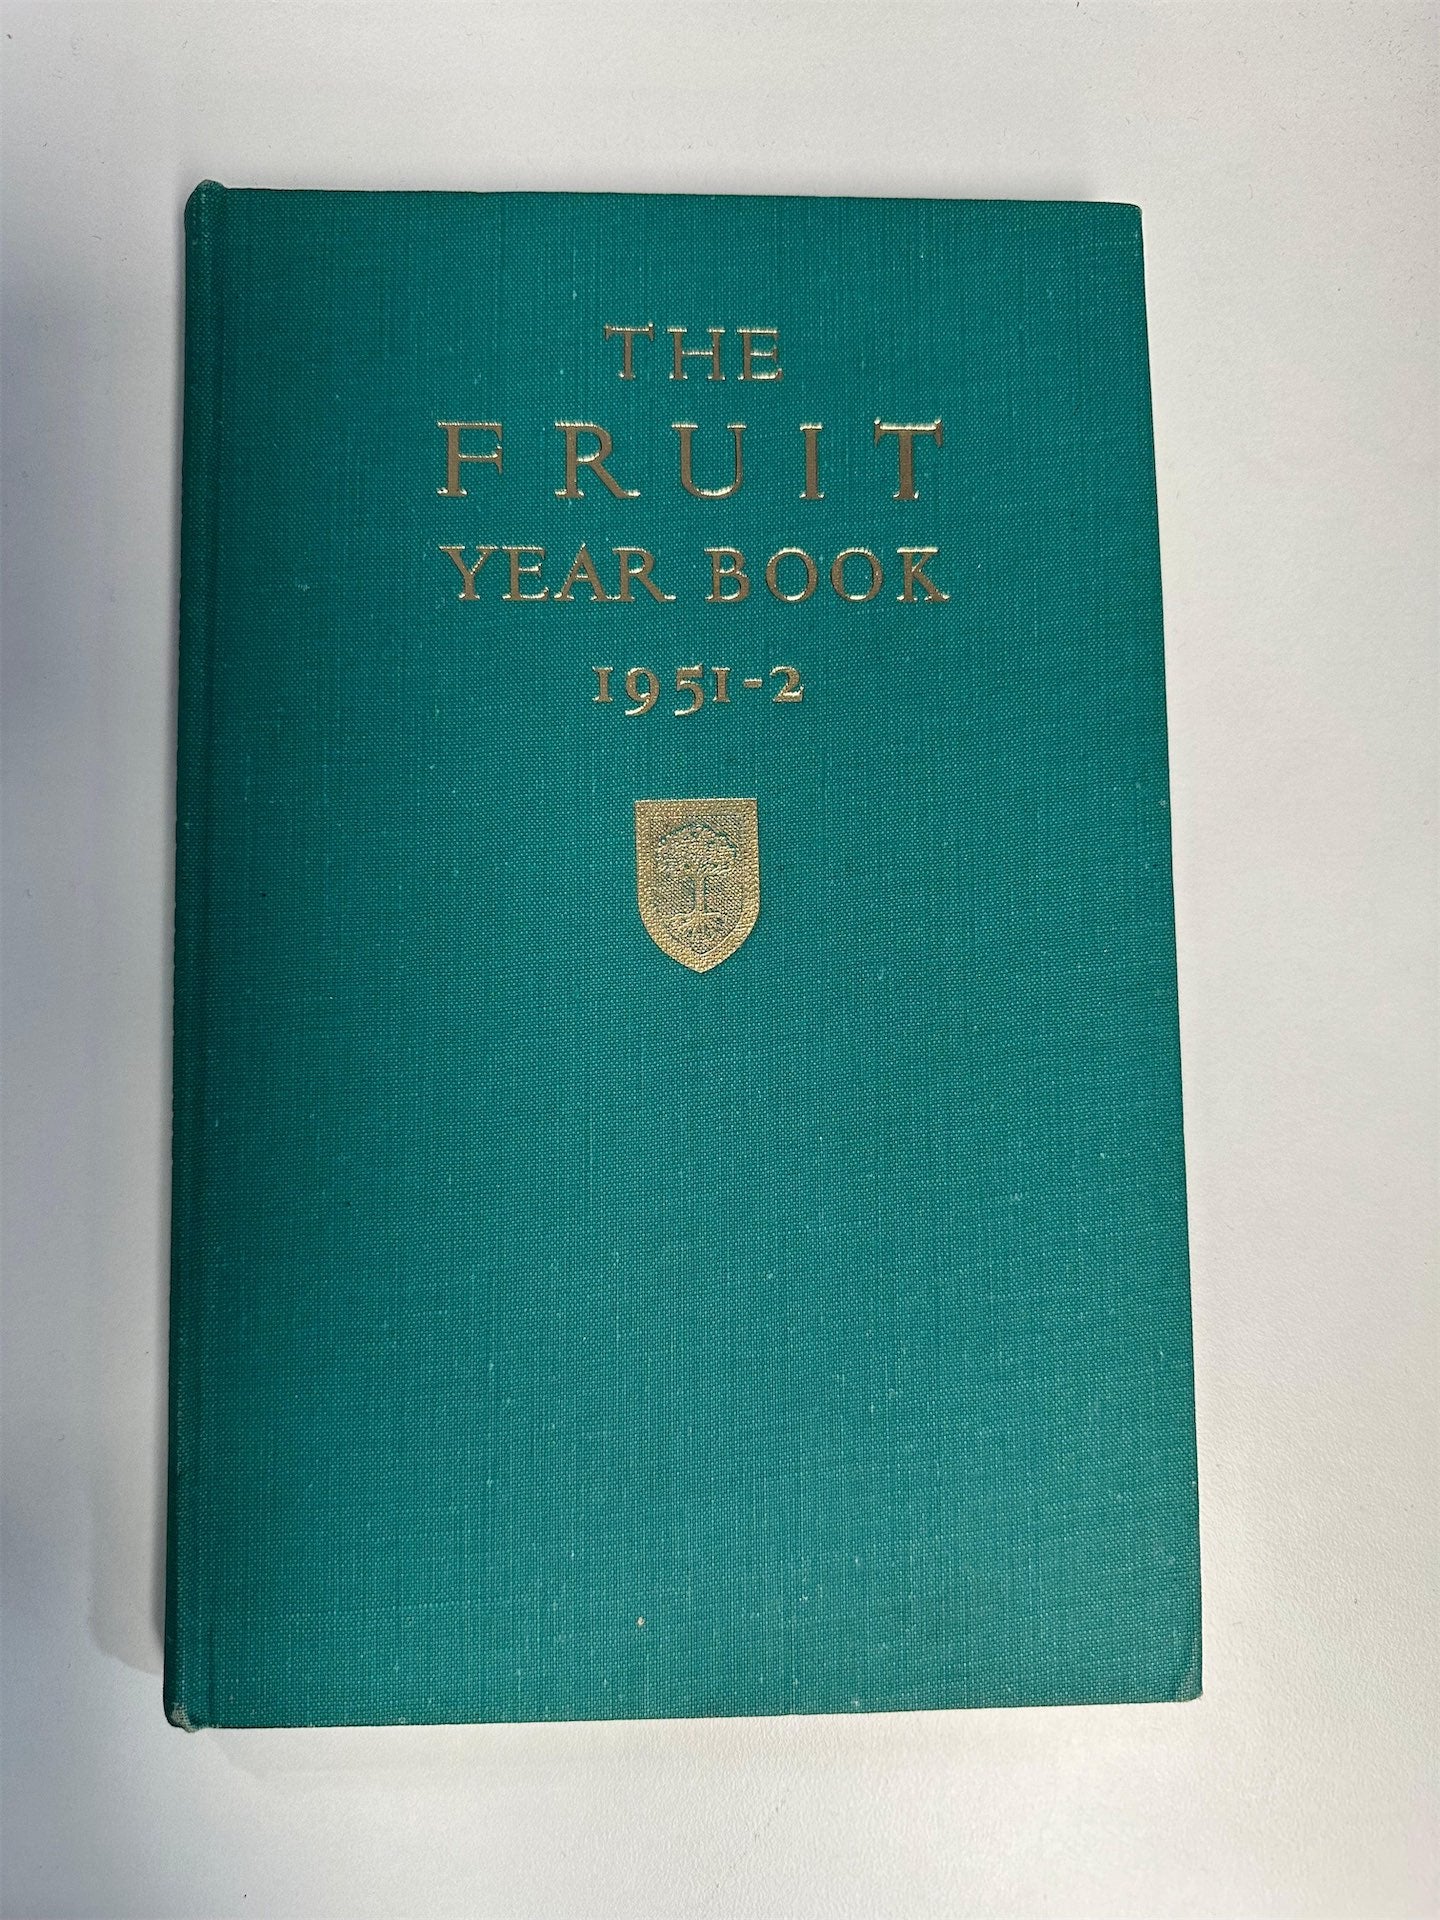 THE
FRUIT
YEAR BOOK
1951-2